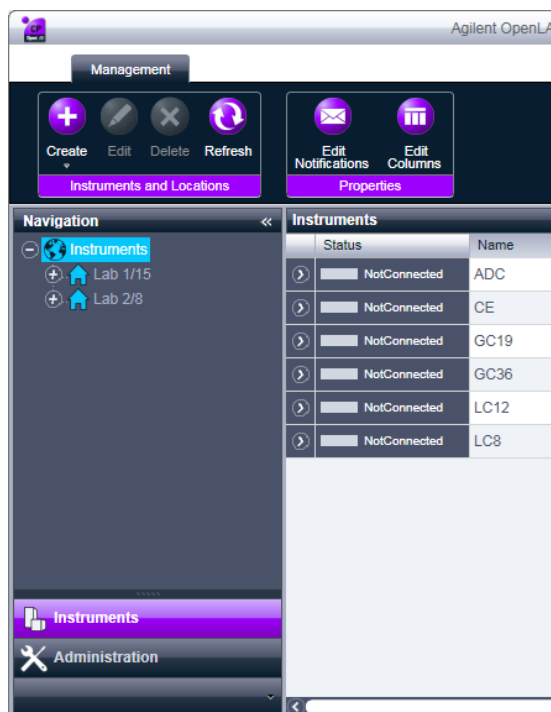 CP
Agilent OpenLA
Management
Create Edit Delete Refresh
Instruments and Locations
Edit Notifications
Edit Columns
Properties
Navigation
Instruments
Lab 1/15
Lab 2/8
Instruments
Administration
Instruments
Status Name
NotConnected ADC
NotConnected CE
NotConnected GC19
NotConnected GC36
NotConnected LC12
NotConnected LC8